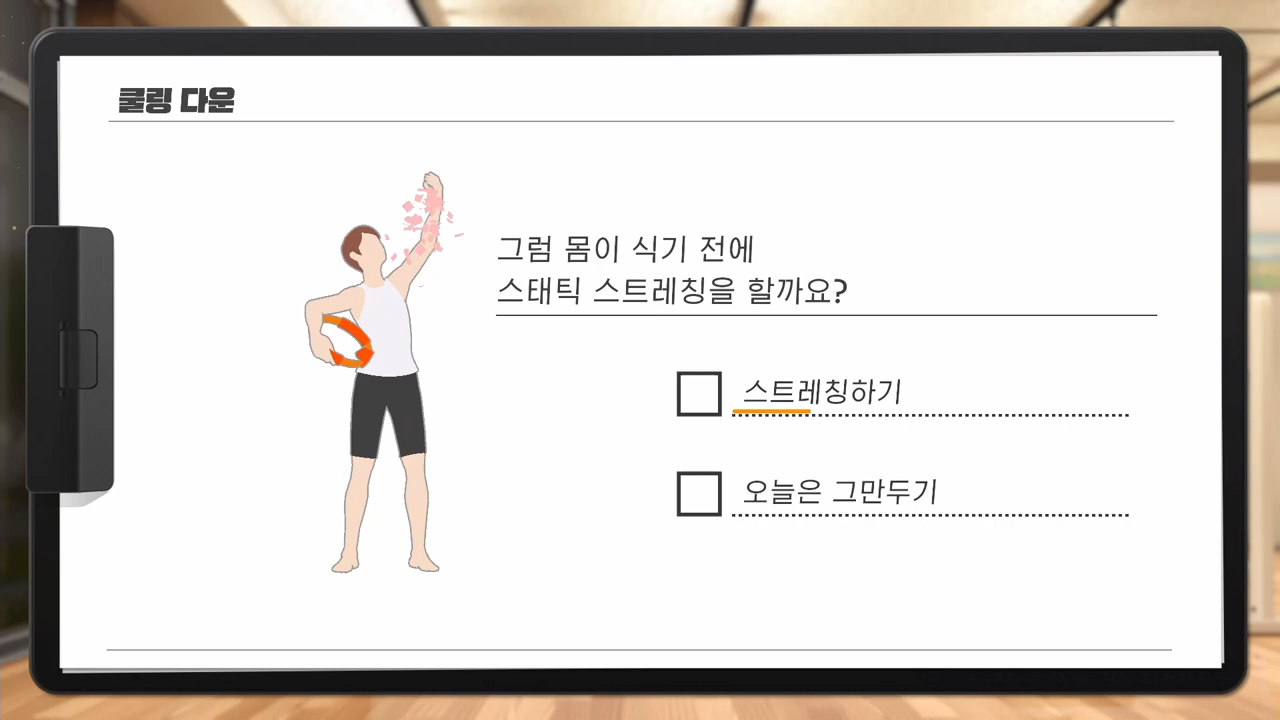 쿨링 다운
그럼 몸이 식기 전에
스태틱 스트레칭을 할까요?
스트레칭하기
오늘은 그만두기